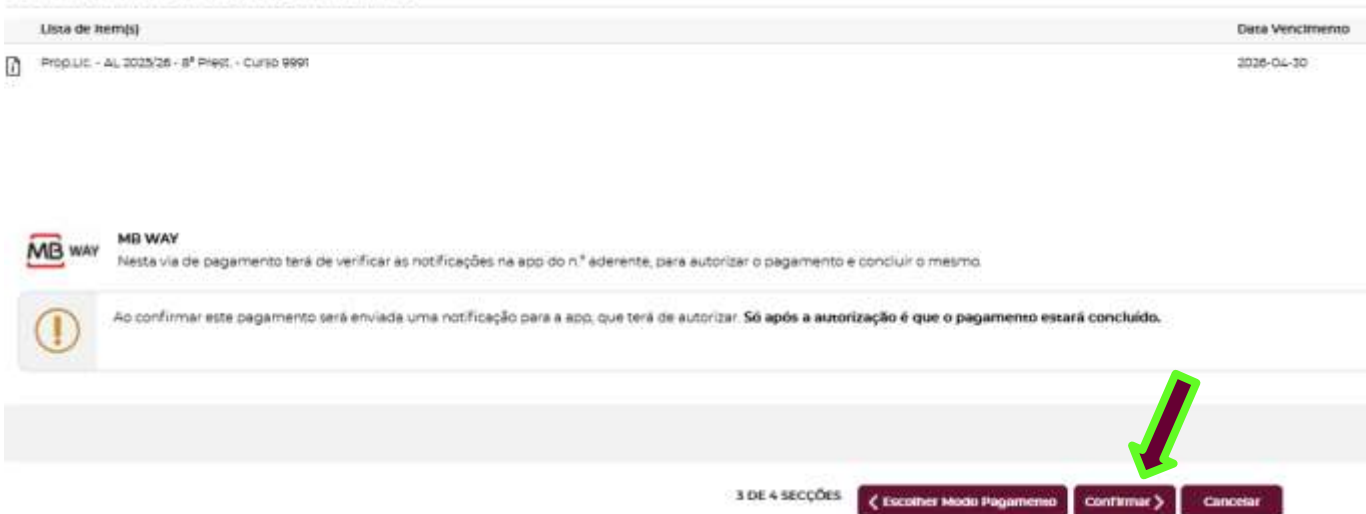 Lista de Item(s) Data Vencimento
Prop.Lic. - AL 2025/26 - 8ª Prest. - Curso 9991 2026-04-30
MB WAY
MB WAY
Nesta via de pagamento terá de verificar as notificações na app do n.º aderente, para autorizar o pagamento e concluir o mesmo.
Ao confirmar este pagamento será enviada uma notificação para a app, que terá de autorizar. Só após a autorização é que o pagamento estará concluído.
3 DE 4 SECÇÕES Escolher Modo Pagamento Confirmar Cancelar